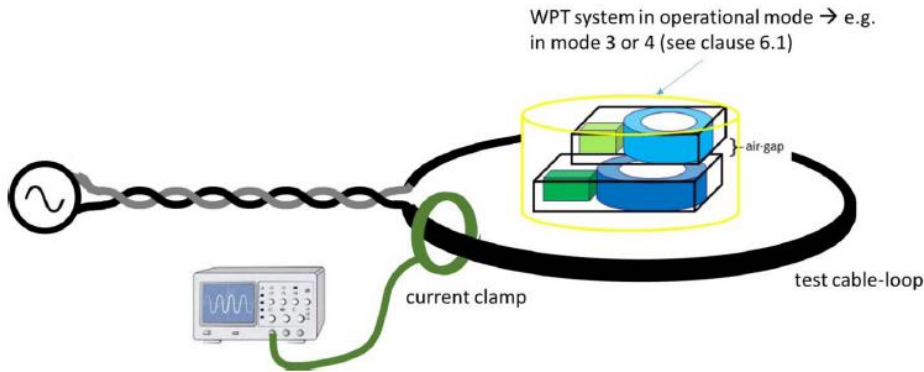 WPT system in operational mode → e.g.
in mode 3 or 4 (see clause 6.1)
air-gap
test cable-loop
current clamp